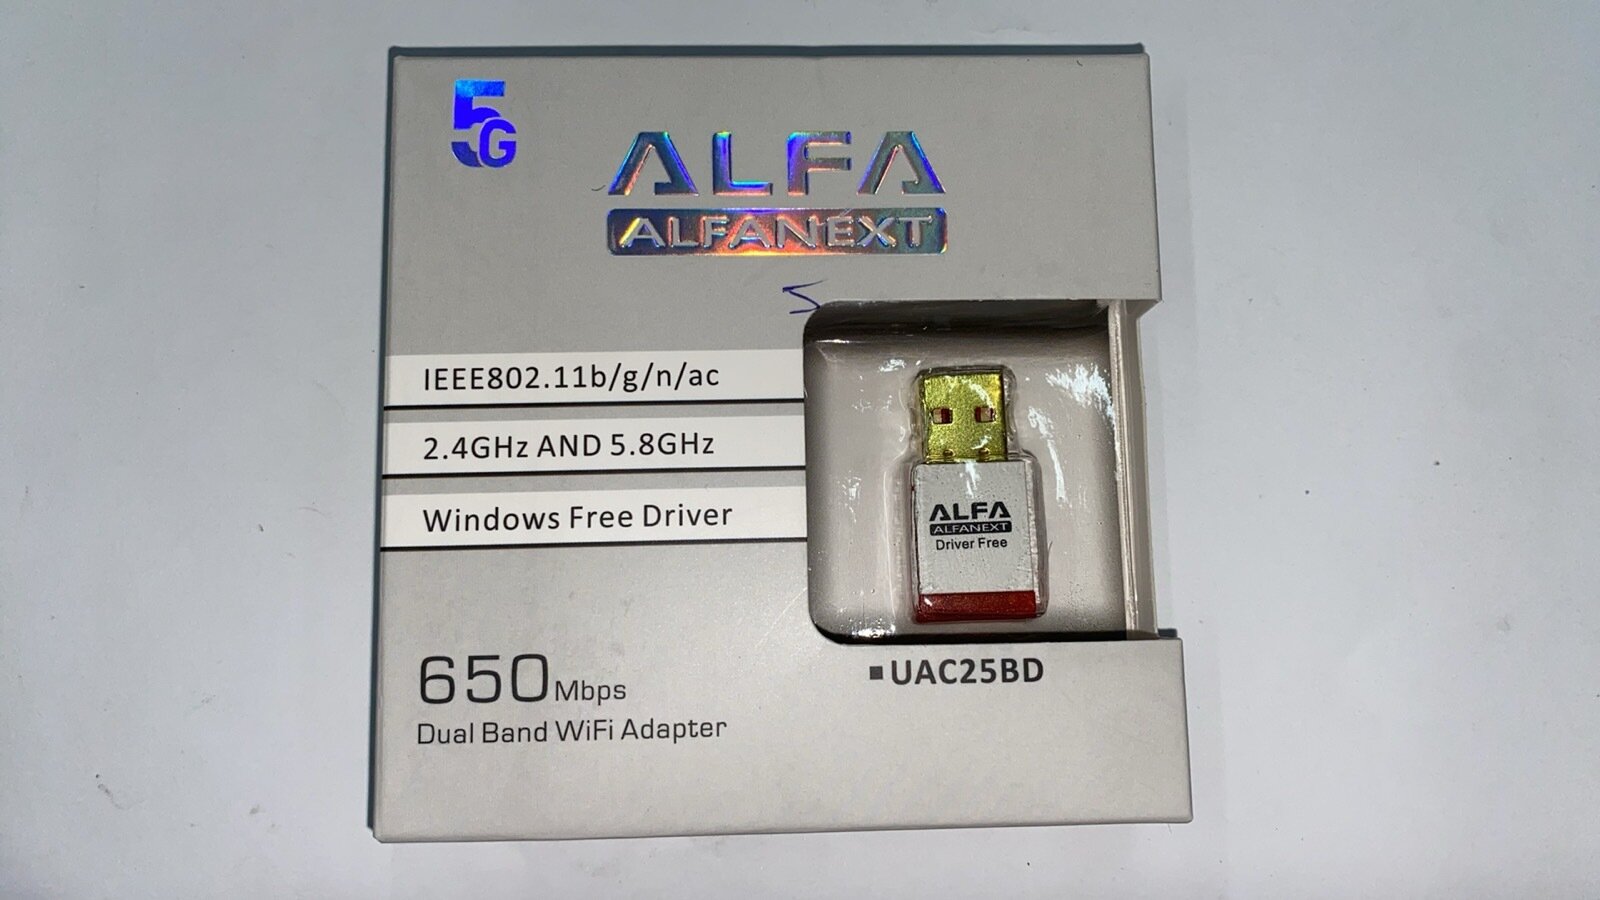 5G
ALFA
ALFANEXT
5
IEEE802.11b/g/n/ac
2.4GHz AND 5.8GHz
Windows Free Driver
ALFA
ALFANEXT
Driver Free
UAC25BD
650Mbps
Dual Band WiFi Adapter